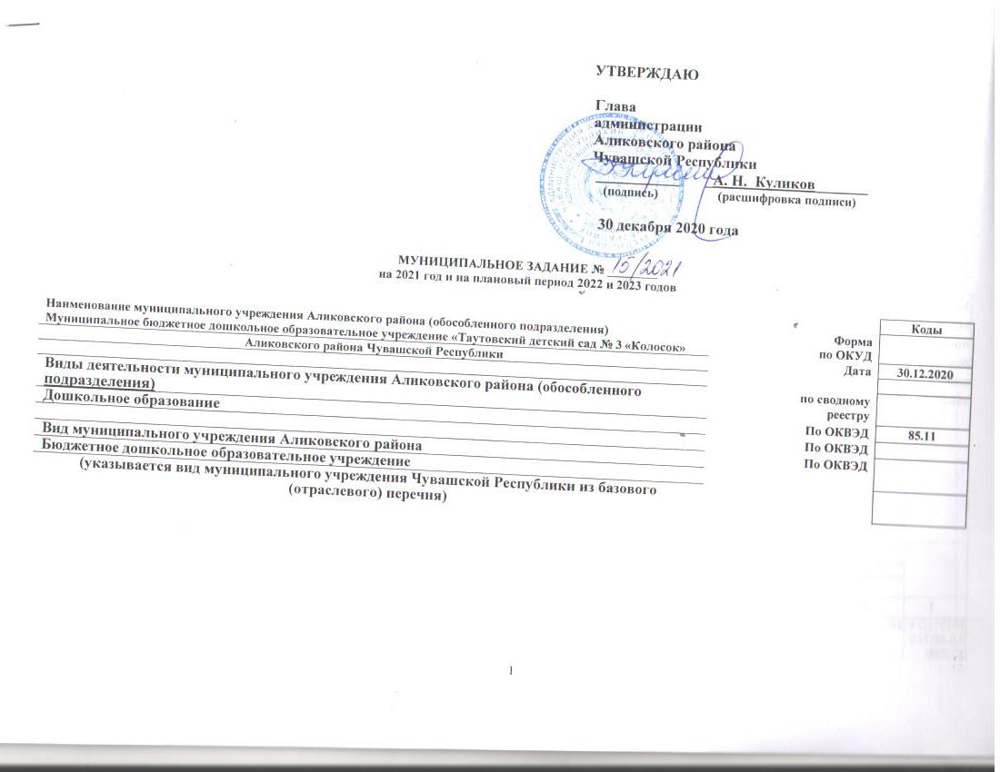 УТВЕРЖДАЮ
Глава
администрации
Аликовского района
Чувашской Республики
А. Н. Куликов
(подпись) (расшифровка подписи)
30 декабря 2020 года
МУНИЦИПАЛЬНОЕ ЗАДАНИЕ № 15/2021
на 2021 год и на плановый период 2022 и 2023 годов
Наименование муниципального учреждения Аликовского района (обособленного подразделения)
Муниципальное бюджетное дошкольное образовательное учреждение «Таутовский детский сад № 3 «Колосок»
Аликовского района Чувашской Республики
Виды деятельности муниципального учреждения Аликовского района (обособленного
подразделения)
Дошкольное образование
Вид муниципального учреждения Аликовского района
Бюджетное дошкольное образовательное учреждение
(указывается вид муниципального учреждения Чувашской Республики из базового
(отраслевого) перечня)
Коды
Форма
по ОКУД
Дата 30.12.2020
по сводному
реестру
По ОКВЭД 85.11
По ОКВЭД
По ОКВЭД
1